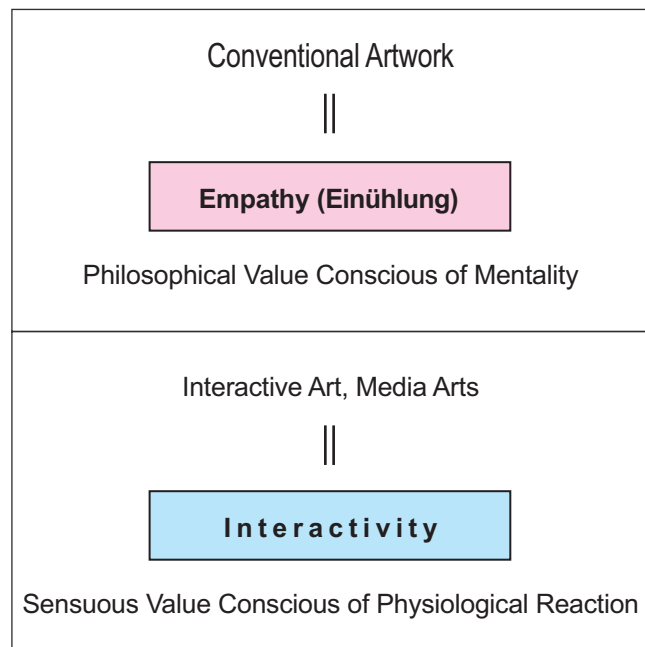 Conventional Artwork
||
Empathy (Einühlung)
Philosophical Value Conscious of Mentality
Interactive Art, Media Arts
||
Interactivity
Sensuous Value Conscious of Physiological Reaction